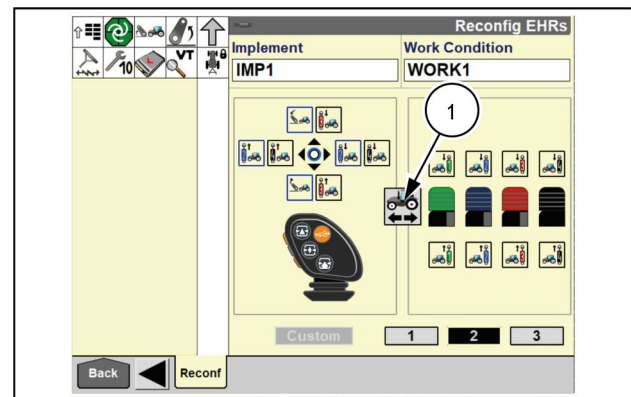 Reconfig EHRs
VT
10
Implement
Work Condition
IMP1
WORK1
1
Custom
1
2
3
Back
Reconf